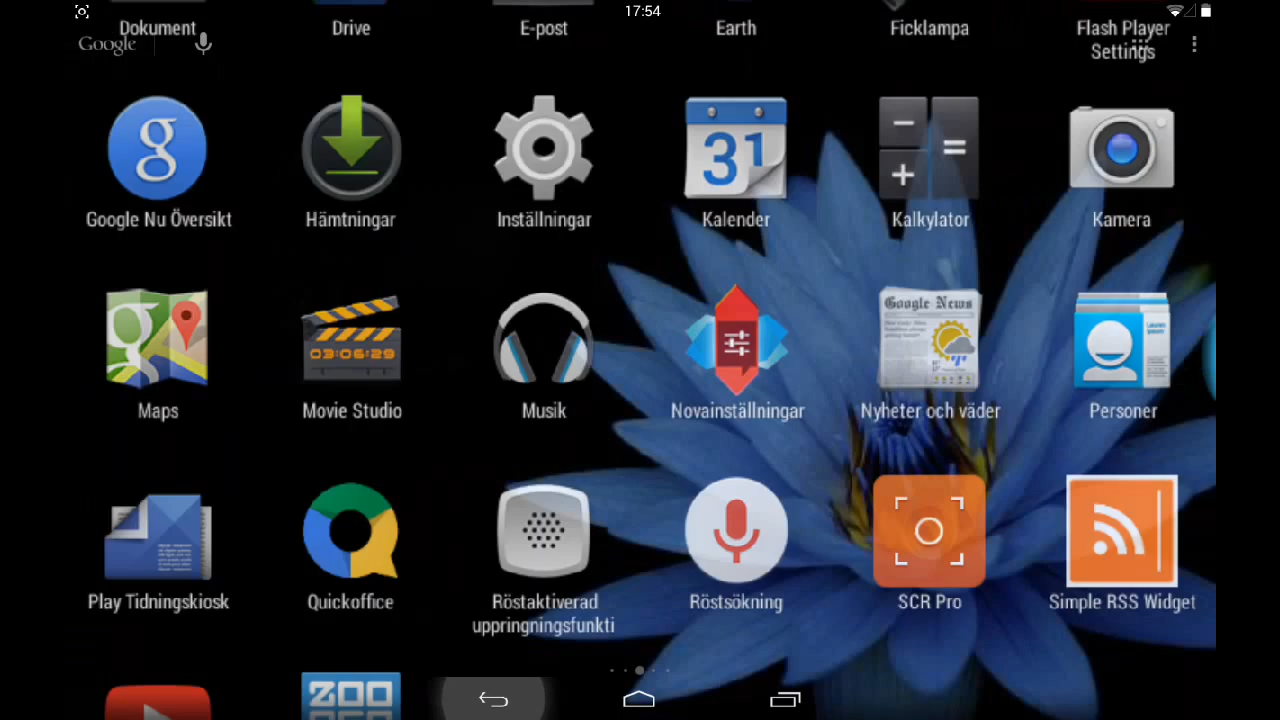 17:54
Dokument
Drive
E-post
Earth
Ficklampa
Flash Player
Settings
Google
g
31
Google Nu Översikt
Hämtningar
Inställningar
Kalender
Kalkylator
Kamera
g
03:06:29
Google News
Maps
Movie Studio
Musik
Novainställningar
Nyheter och väder
Personer
Play Tidningskiosk
Quickoffice
Röstaktiverad
uppringningsfunkti
Röstsökning
SCR Pro
Simple RSS Widget
ZOO